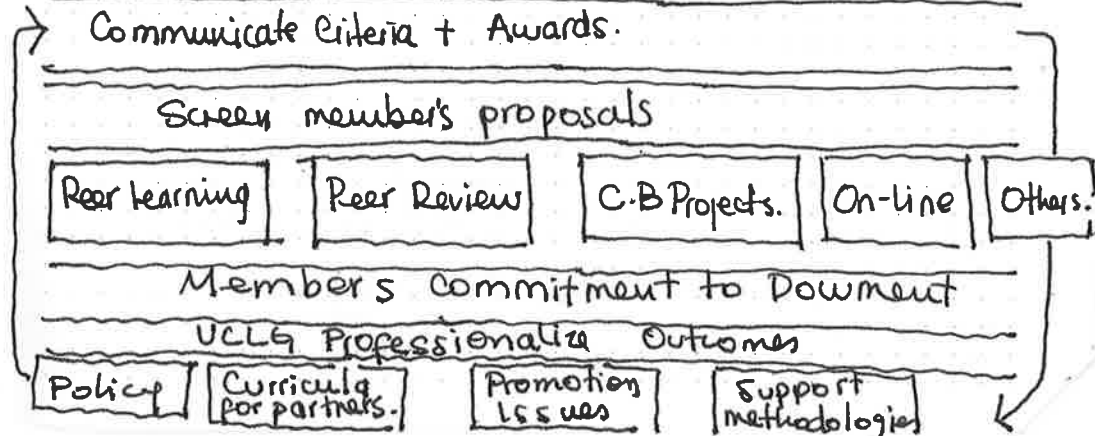 Communicate Criteria + Awards.
Screen member's proposals
Peer Learning Peer Review C.B Projects. On-line Others.
Members Commitment to Document
UCLG Professionalize Outcomes
Policy Curricula for partners. Promotion Issues Support methodologies